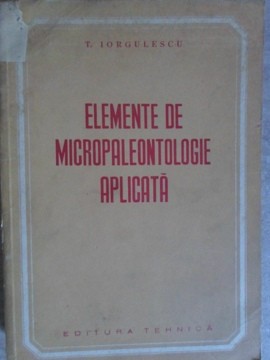 T. IORGULESCU
ELEMENTE DE
MICROPALEONTOLOGIE
APLICATĂ
EDITURA TEHNICĂ